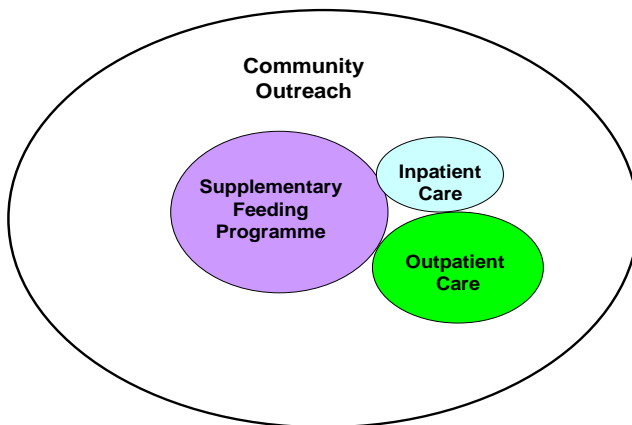 Community
Outreach
Supplementary
Feeding
Programme
Inpatient
Care
Outpatient
Care